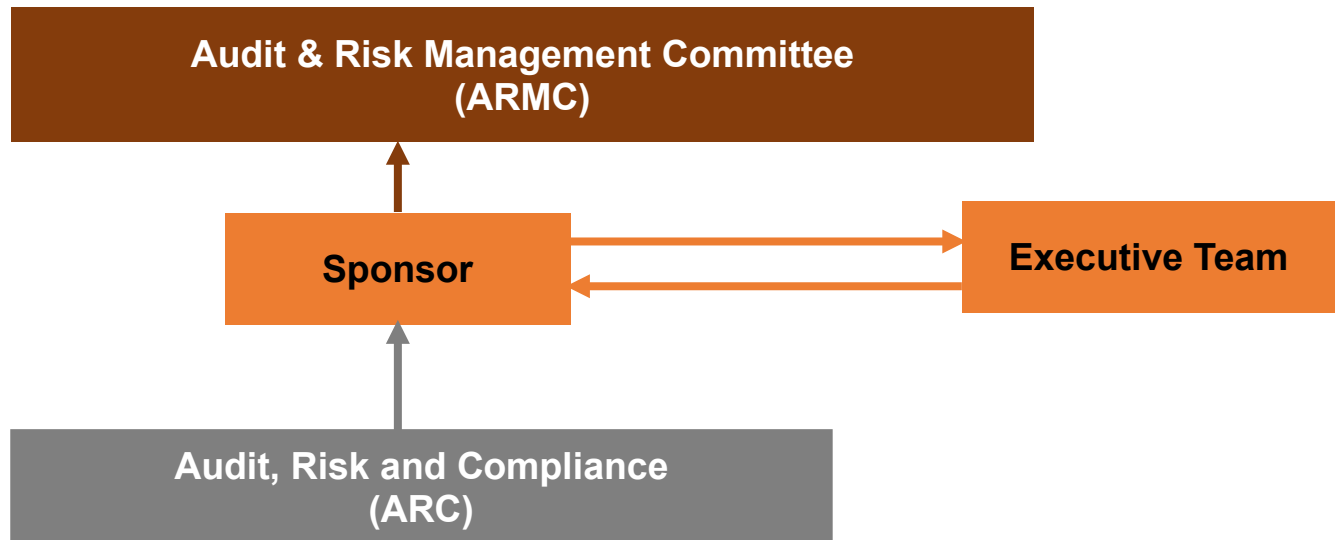 Audit & Risk Management Committee
(ARMC)
Sponsor
Executive Team
Audit, Risk and Compliance
(ARC)